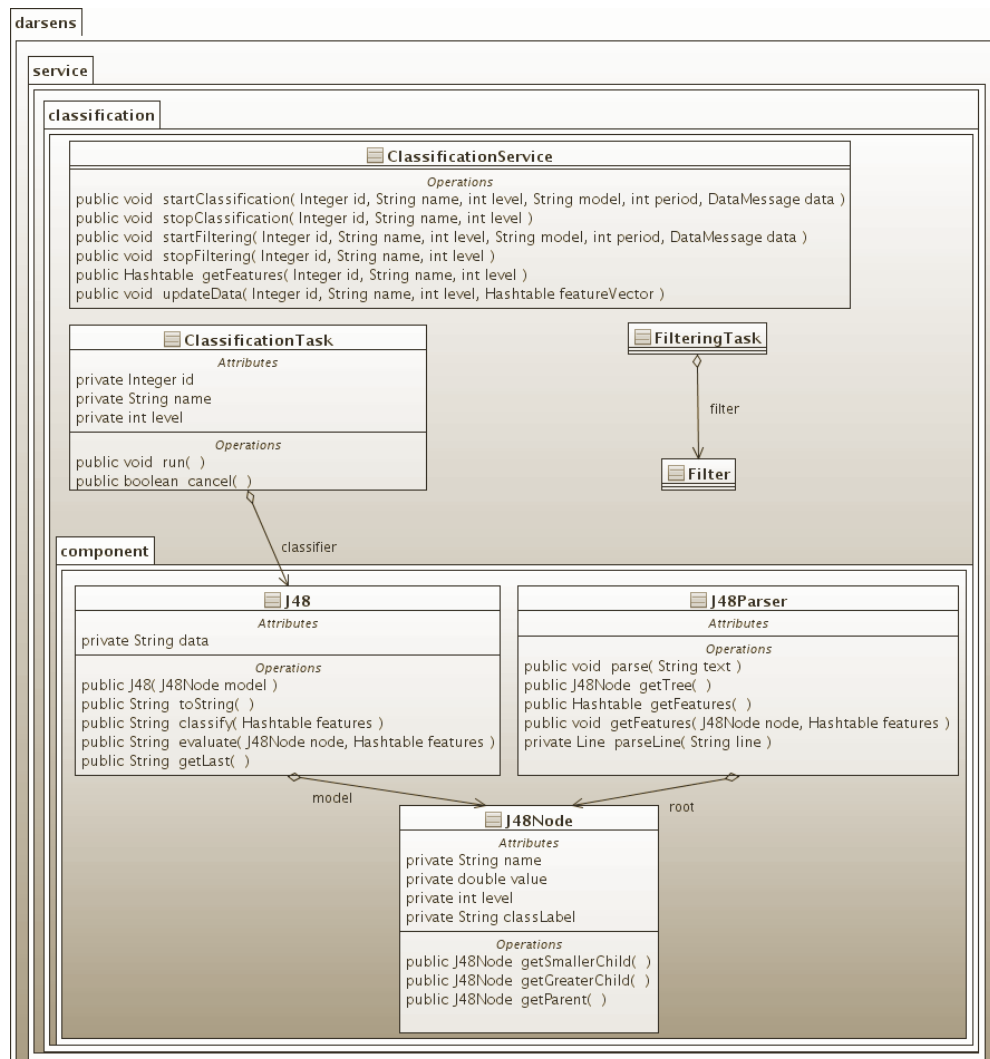 darsens
service
classification
ClassificationService
Operations
public void startClassification( Integer id, String name, int level, String model, int period, DataMessage data )
public void stopClassification( Integer id, String name, int level )
public void startFiltering( Integer id, String name, int level, String model, int period, DataMessage data )
public void stopFiltering( Integer id, String name, int level )
public Hashtable getFeatures( Integer id, String name, int level )
public void updateData( Integer id, String name, int level, Hashtable featureVector )
ClassificationTask
Attributes
private Integer id
private String name
private int level
Operations
public void run( )
public boolean cancel( )
FilteringTask
filter
Filter
classifier
component
J48
Attributes
private String data
Operations
public J48( J48Node model )
public String toString( )
public String classify( Hashtable features )
public String evaluate( J48Node node, Hashtable features )
public String getLast( )
J48Parser
Attributes
Operations
public void parse( String text )
public J48Node getTree( )
public Hashtable getFeatures( )
public void getFeatures( J48Node node, Hashtable features )
private Line parseLine( String line )
model
root
J48Node
Attributes
private String name
private double value
private int level
private String classLabel
Operations
public J48Node getSmallerChild( )
public J48Node getGreaterChild( )
public J48Node getParent( )